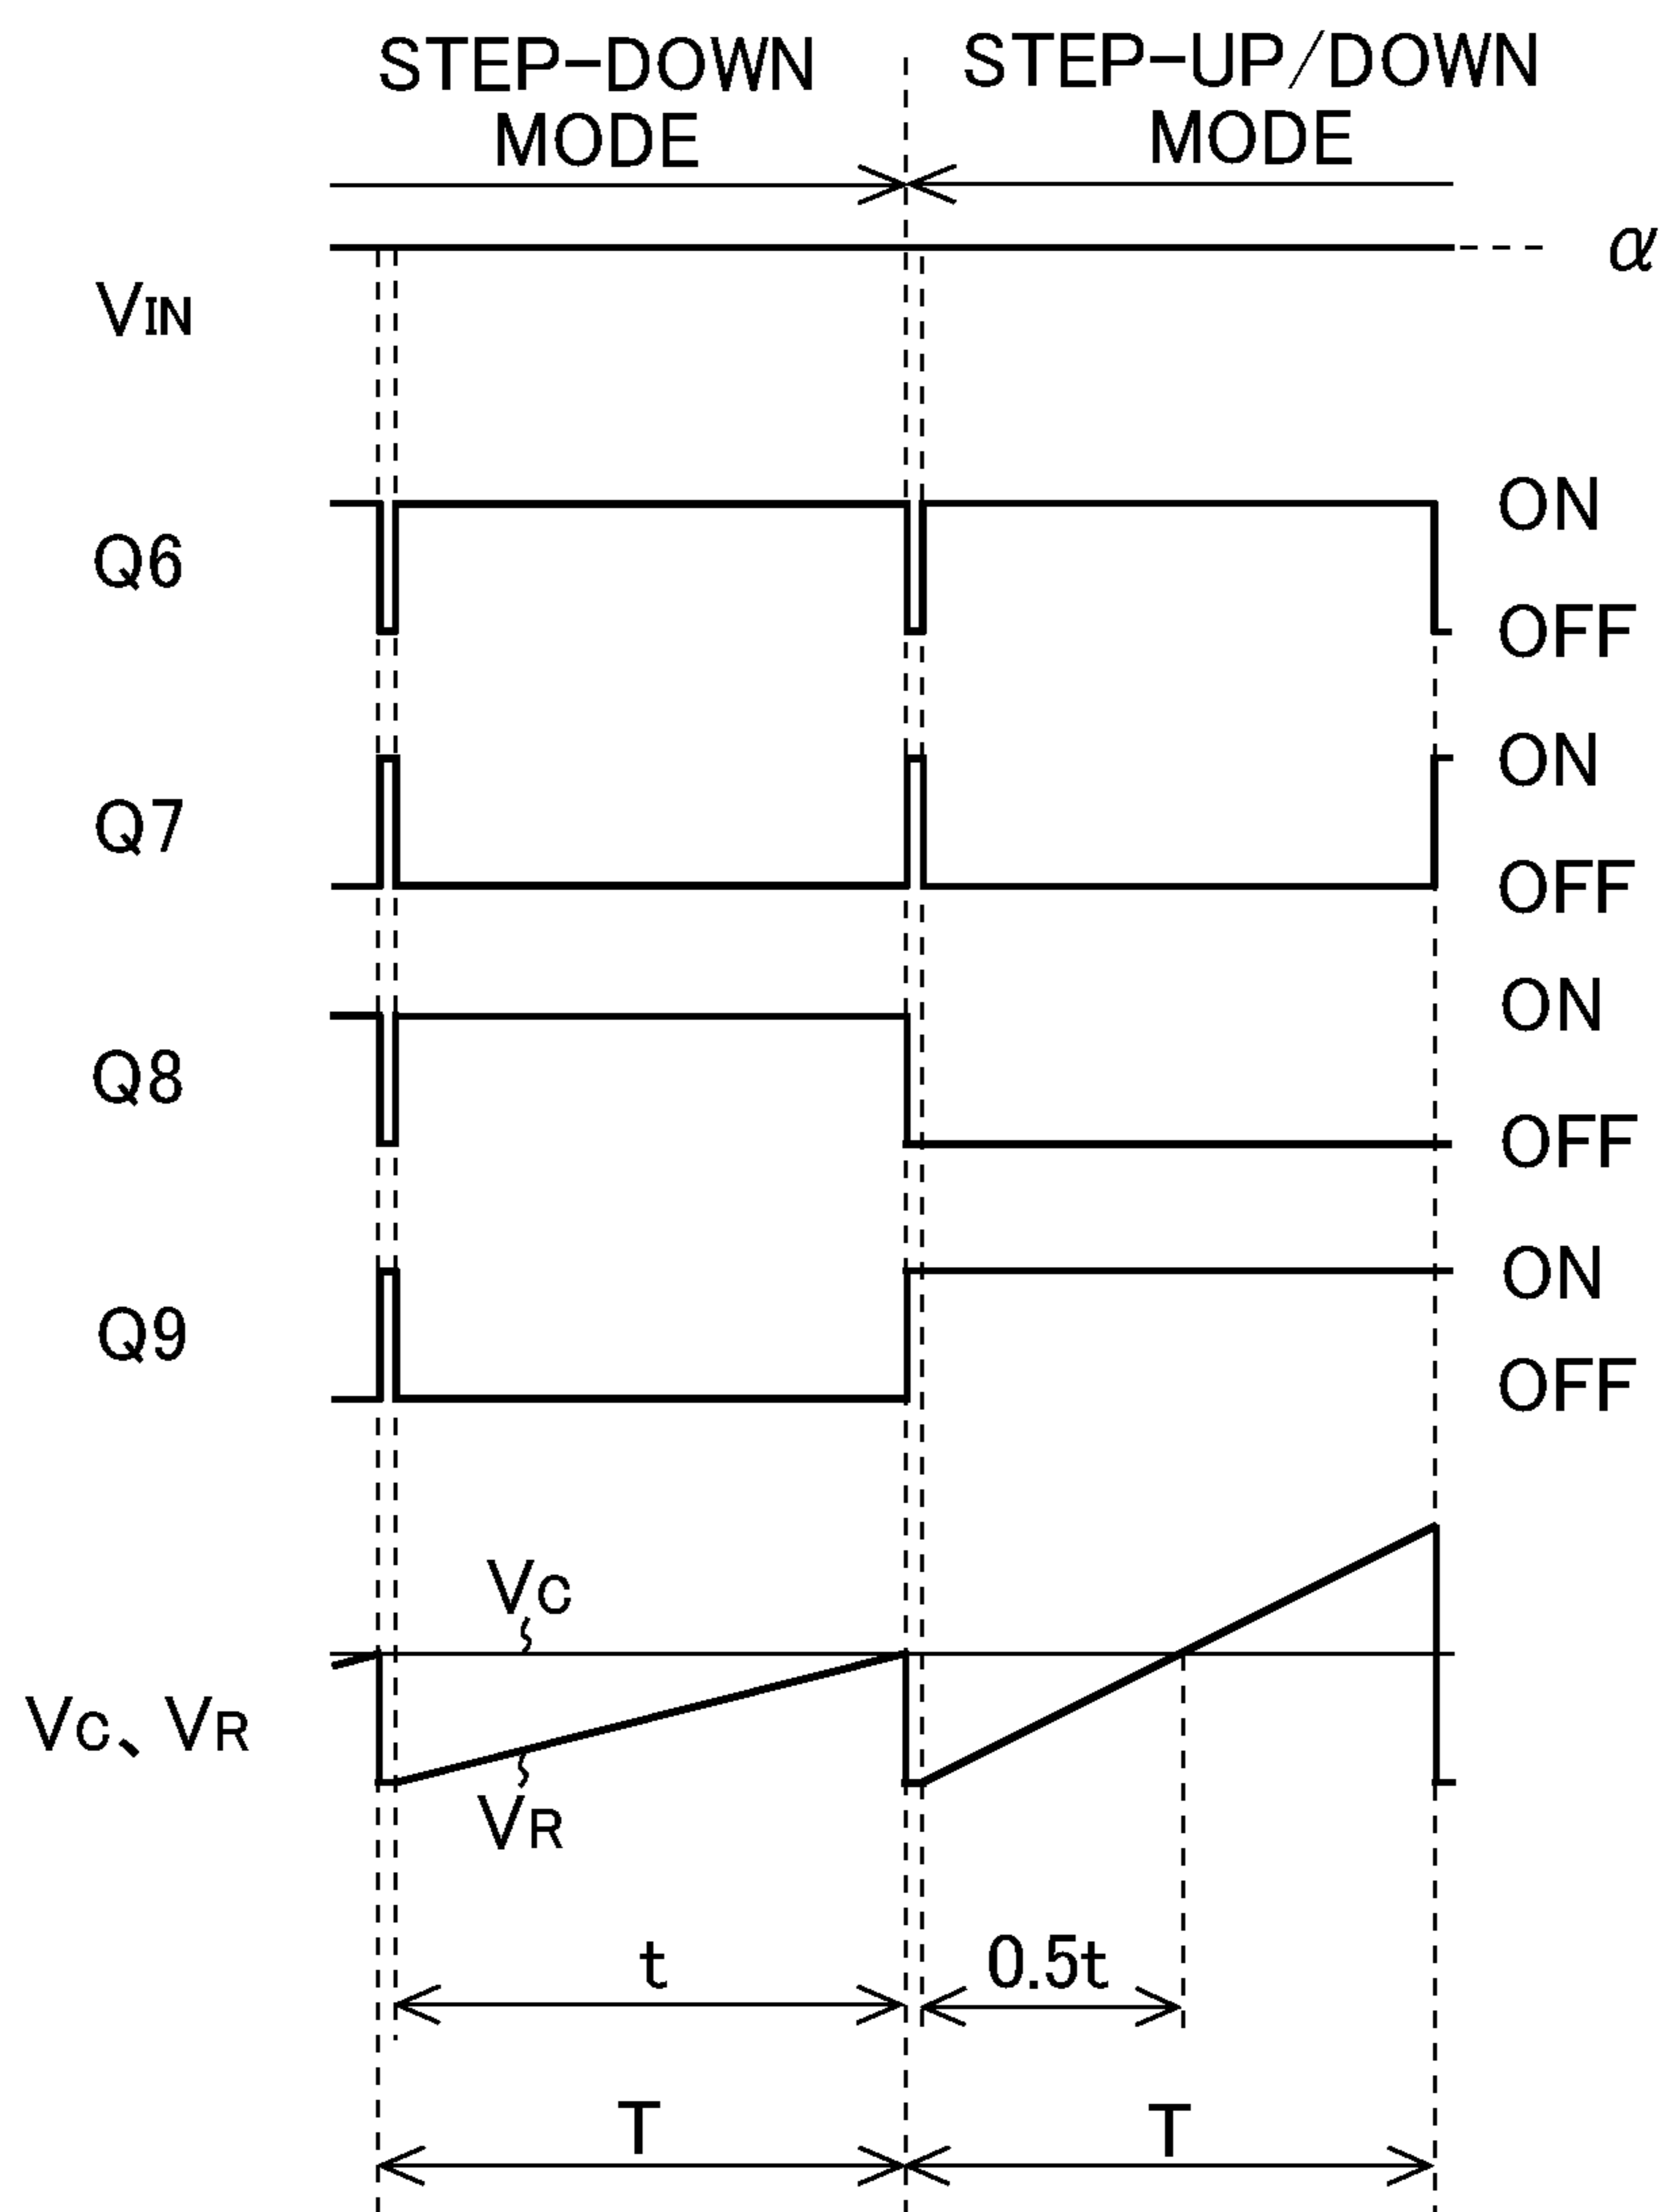 STEP-DOWN
MODE
STEP-UP/DOWN
MODE
α
VIN
Q6
ON
OFF
Q7
ON
OFF
Q8
ON
OFF
Q9
ON
OFF
VC
VC、VR
VR
t
0.5t
T
T